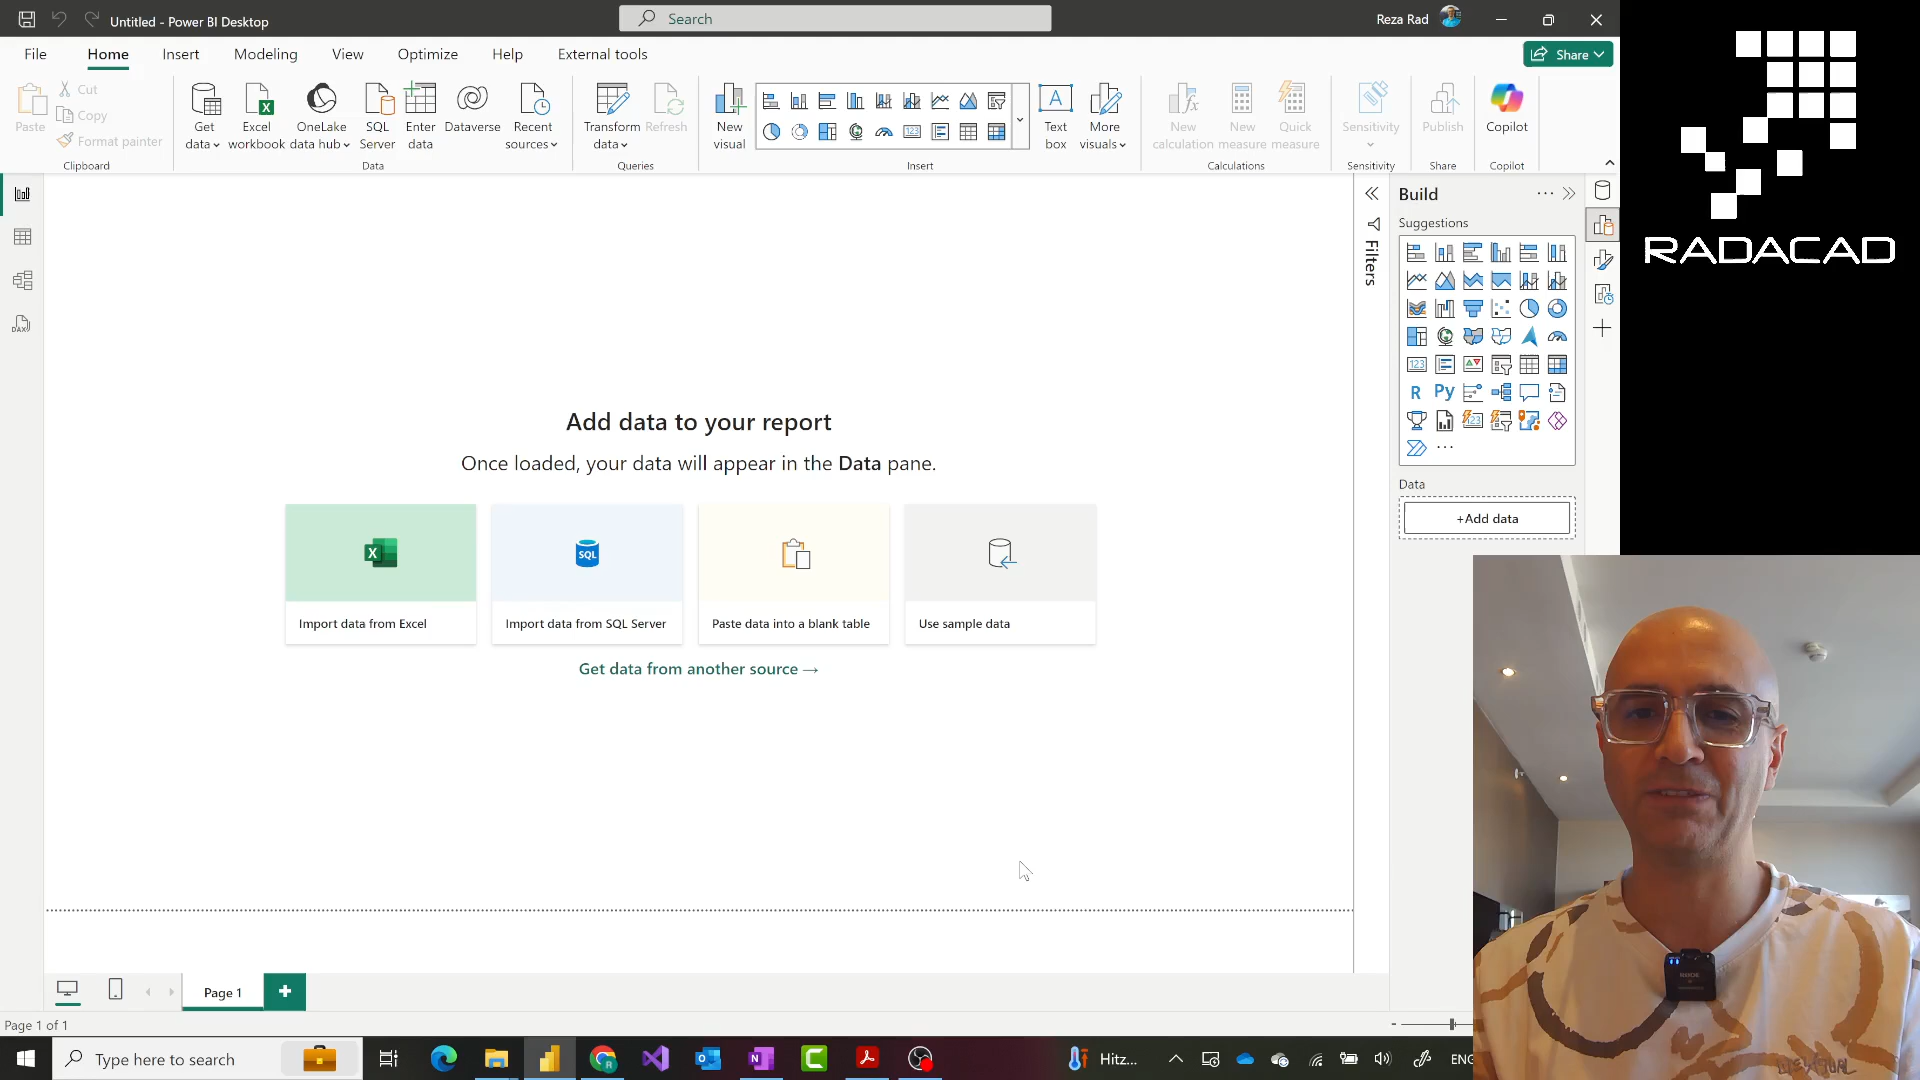 Untitled - Power BI Desktop
Search
Reza Rad
File
Home
Insert
Modeling
View
Optimize
Help
External tools
Share
Paste
Cut
Copy
Format painter
Clipboard
Get data
Excel workbook
OneLake data hub
SQL Server
Enter data
Dataverse
Recent sources
Data
Transform data
Refresh
Queries
New visual
Text box
More visuals
Insert
New calculation
New measure
Quick measure
Calculations
Sensitivity
Sensitivity
Publish
Share
Copilot
Copilot
RADACAD
Filters
Build
Suggestions
R
Py
Data
+Add data
Add data to your report
Once loaded, your data will appear in the Data pane.
SQL
Import data from Excel
Import data from SQL Server
Paste data into a blank table
Use sample data
Get data from another source →
Page 1
Page 1 of 1
Type here to search
Hitz...
ENG